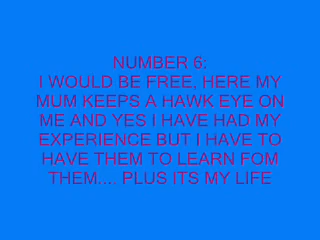 NUMBER 6:
I WOULD BE FREE, HERE MY
MUM KEEPS A HAWK EYE ON
ME AND YES I HAVE HAD MY
EXPERIENCE BUT I HAVE TO
HAVE THEM TO LEARN FOM
THEM.... PLUS ITS MY LIFE